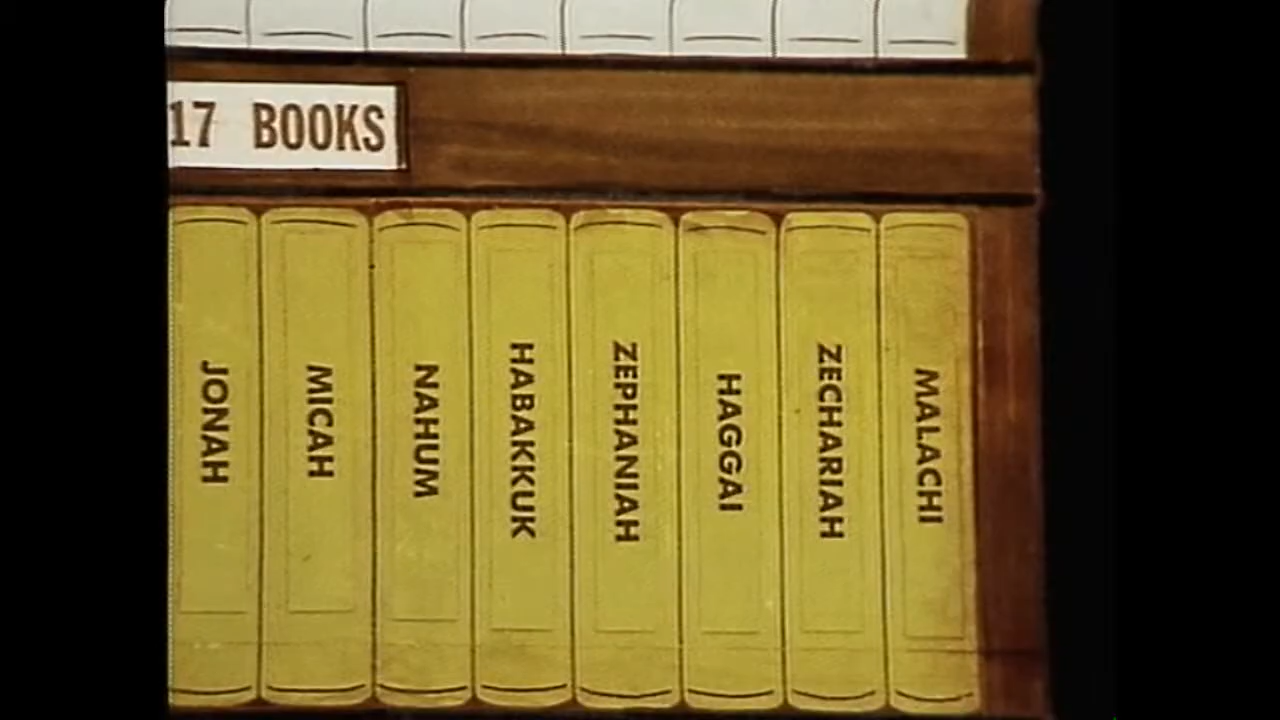 17 BOOKS
JONAH
MICAH
NAHUM
HABAKKUK
ZEPHANIAH
HAGGAI
ZECHARIAH
MALACHI